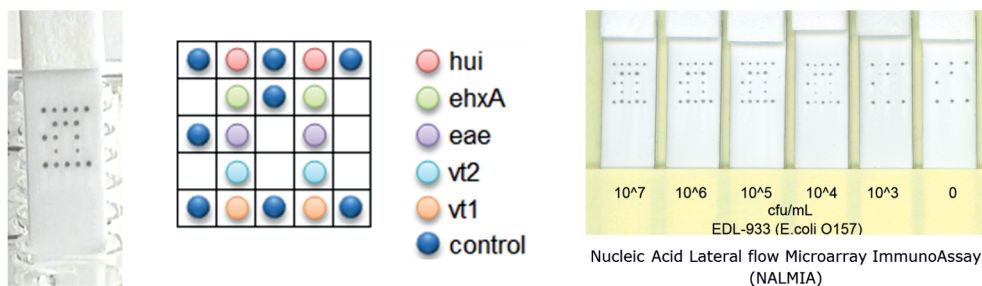 hui
ehxA
eae
vt2
vt1
control
10^7 10^6 10^5 10^4 10^3 0
cfu/mL
EDL-933 (E.coli O157)
Nucleic Acid Lateral flow Microarray ImmunoAssay
(NALMIA)